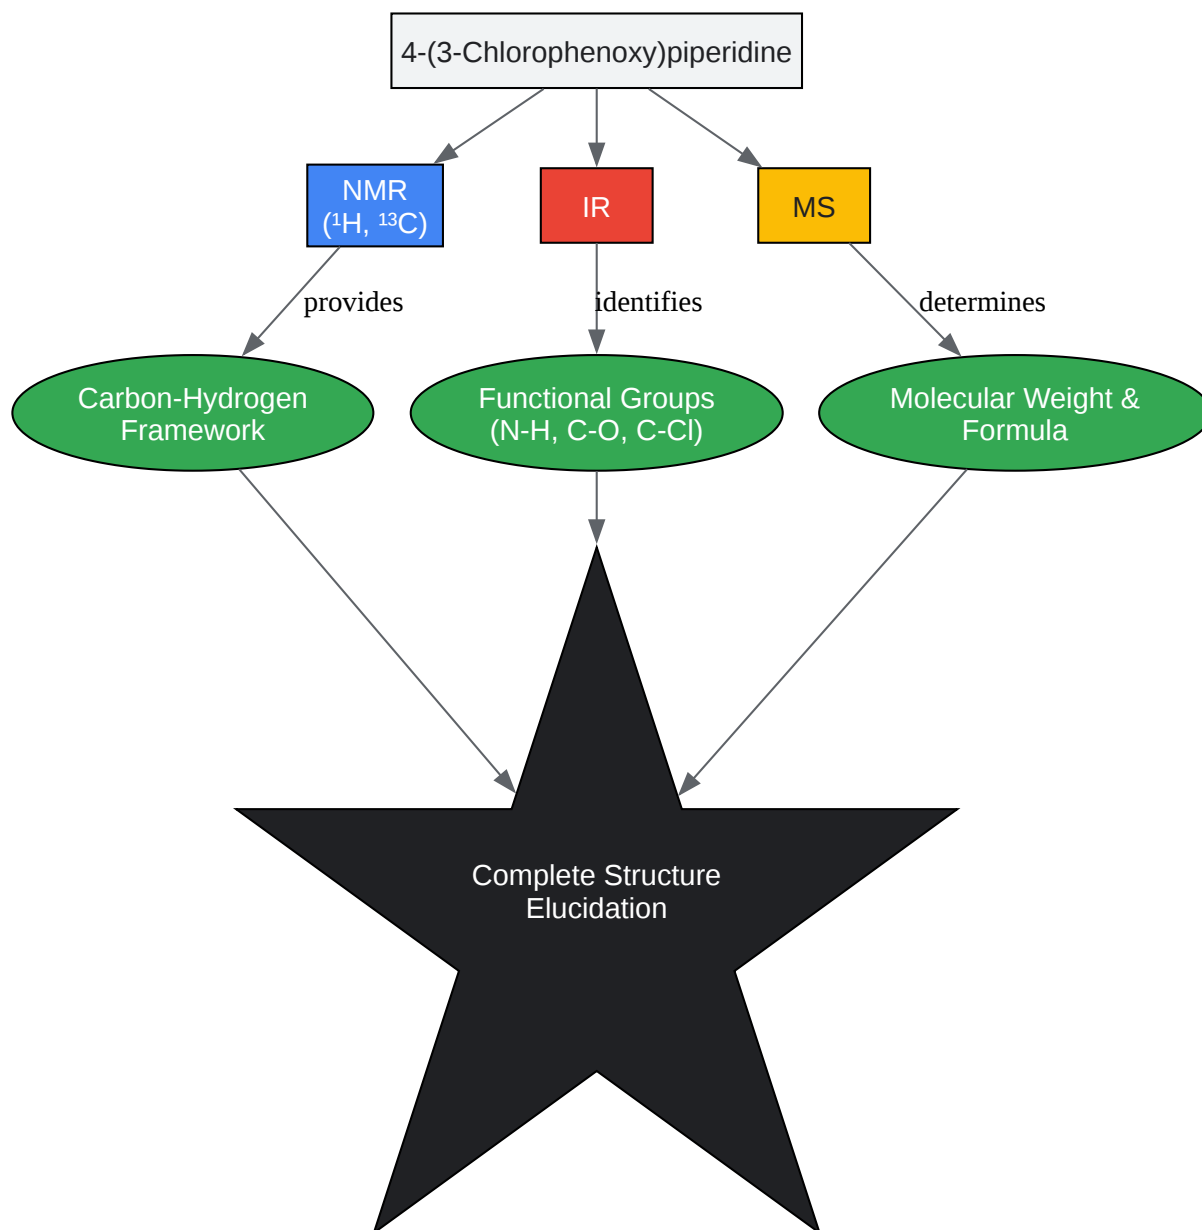 4-(3-Chlorophenoxy)piperidine
NMR
(¹H, ¹³C)
IR
MS
provides
identifies
determines
Carbon-Hydrogen
Framework
Functional Groups
(N-H, C-O, C-Cl)
Molecular Weight &
Formula
Complete Structure
Elucidation